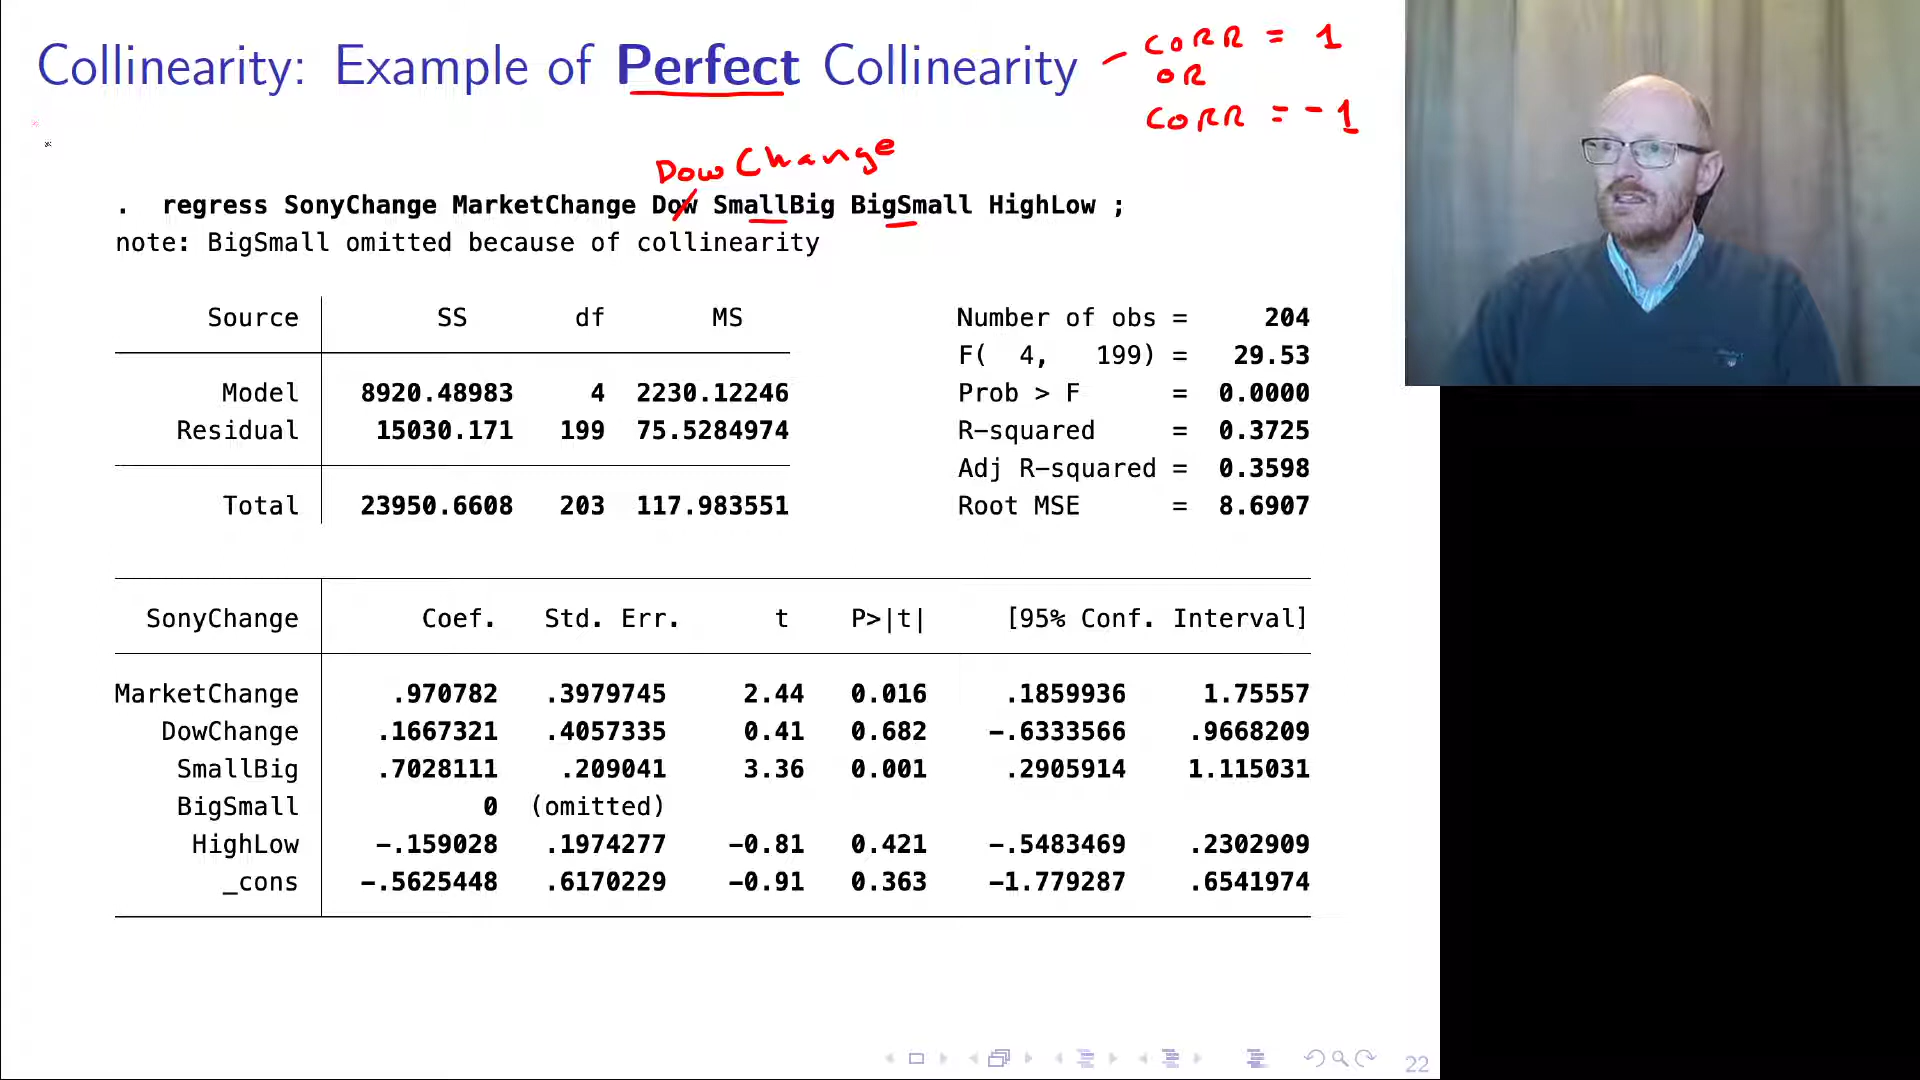 Collinearity: Example of Perfect Collinearity
CORR = 1
OR
CORR = -1
DowChange
. regress SonyChange MarketChange Dow SmallBig BigSmall HighLow ;
note: BigSmall omitted because of collinearity
Source SS df MS
Model 8920.48983 4 2230.12246
Residual 15030.171 199 75.5284974
Total 23950.6608 203 117.983551
Number of obs = 204
F( 4, 199) = 29.53
Prob > F = 0.0000
R-squared = 0.3725
Adj R-squared = 0.3598
Root MSE = 8.6907
SonyChange Coef. Std. Err. t P>|t| [95% Conf. Interval]
MarketChange .970782 .3979745 2.44 0.016 .1859936 1.75557
DowChange .1667321 .4057335 0.41 0.682 -.6333566 .9668209
SmallBig .7028111 .209041 3.36 0.001 .2905914 1.115031
BigSmall 0 (omitted)
HighLow -.159028 .1974277 -0.81 0.421 -.5483469 .2302909
_cons -.5625448 .6170229 -0.91 0.363 -1.779287 .6541974
22